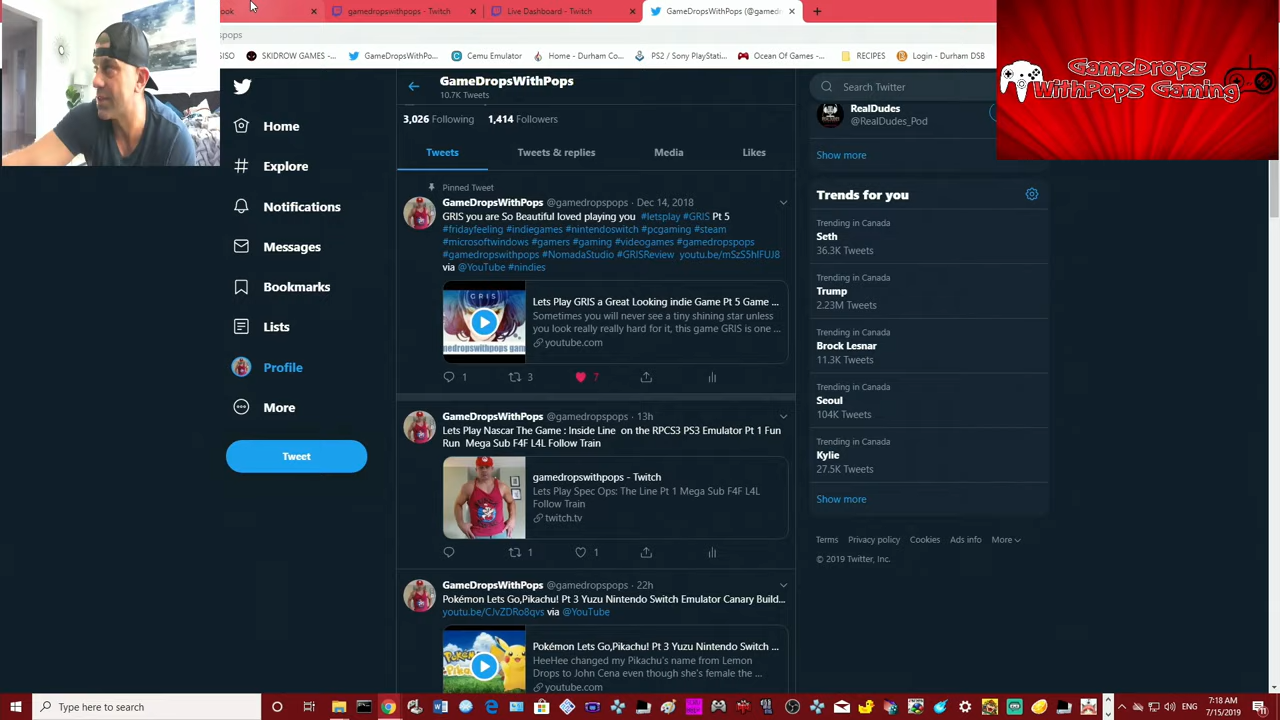 ook
gamedropswithpops - Twitch
Live Dashboard - Twitch
GameDropsWithPops (@gamedr
spops
ISO
SKIDROW GAMES -...
GameDropsWithPo...
Cemu Emulator
Home - Durham Co...
PS2 / Sony PlayStati...
Ocean Of Games -...
RECIPES
Login - Durham DSB
GameDrops
WithPops Gaming
GameDropsWithPops
10.7K Tweets
Search Twitter
Home
Explore
Notifications
Messages
Bookmarks
Lists
Profile
More
Tweet
3,026 Following 1,414 Followers
Tweets Tweets & replies Media Likes
Pinned Tweet
GameDropsWithPops @gamedropspops · Dec 14, 2018
GRIS you are So Beautiful loved playing you #letsplay #GRIS Pt 5
#fridayfeeling #indiegames #nintendoswitch #pcgaming #steam
#microsoftwindows #gamers #gaming #videogames #gamedropspops
#gamedropswithpops #NomadaStudio #GRISReview youtu.be/mSzS5hIFUJ8
via @YouTube #nindies
GRIS
nedropswithpops gam
Lets Play GRIS a Great Looking indie Game Pt 5 Game ...
Sometimes you will never see a tiny shining star unless
you look really really hard for it, this game GRIS is one ...
youtube.com
1 3 7
GameDropsWithPops @gamedropspops · 13h
Lets Play Nascar The Game : Inside Line on the RPCS3 PS3 Emulator Pt 1 Fun
Run Mega Sub F4F L4L Follow Train
gamedropswithpops - Twitch
Lets Play Spec Ops: The Line Pt 1 Mega Sub F4F L4L
Follow Train
twitch.tv
1 1
GameDropsWithPops @gamedropspops · 22h
Pokémon Lets Go,Pikachu! Pt 3 Yuzu Nintendo Switch Emulator Canary Build...
youtu.be/CJvZDRo8qvs via @YouTube
Pokémon Lets Go,Pikachu! Pt 3 Yuzu Nintendo Switch ...
HeeHee changed my Pikachu's name from Lemon
Drops to John Cena even though she's female the ...
youtube.com
RealDudes
@RealDudes_Pod
Show more
Trends for you
Trending in Canada
Seth
36.3K Tweets
Trending in Canada
Trump
2.23M Tweets
Trending in Canada
Brock Lesnar
11.3K Tweets
Trending in Canada
Seoul
104K Tweets
Trending in Canada
Kylie
27.5K Tweets
Show more
Terms Privacy policy Cookies Ads info More
© 2019 Twitter, Inc.
Type here to search
ENG
7:18 AM
7/15/2019